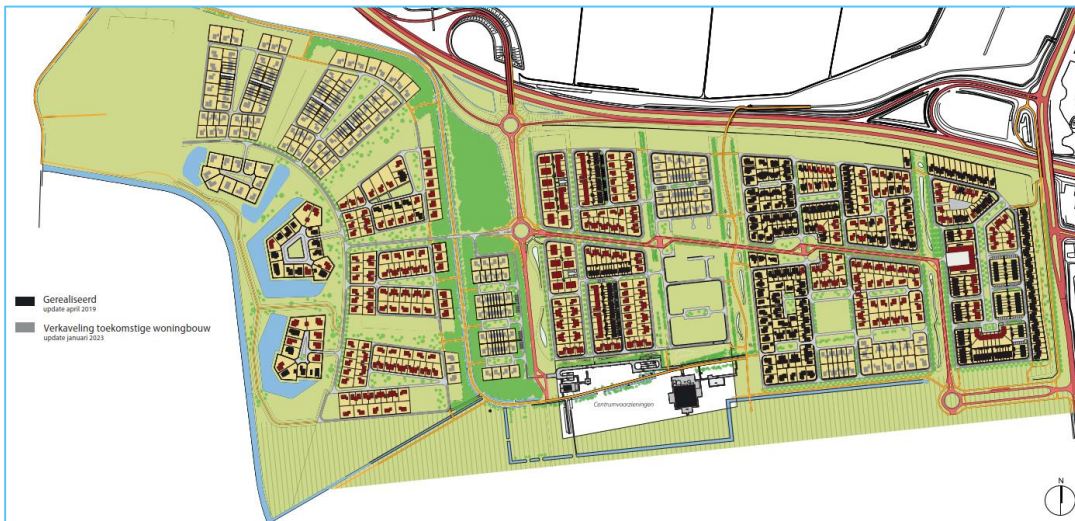 Gerealiseerd
update april 2019
Verkaveling toekomstige woningbouw
update januari 2023
Centrumvoorzieningen
N